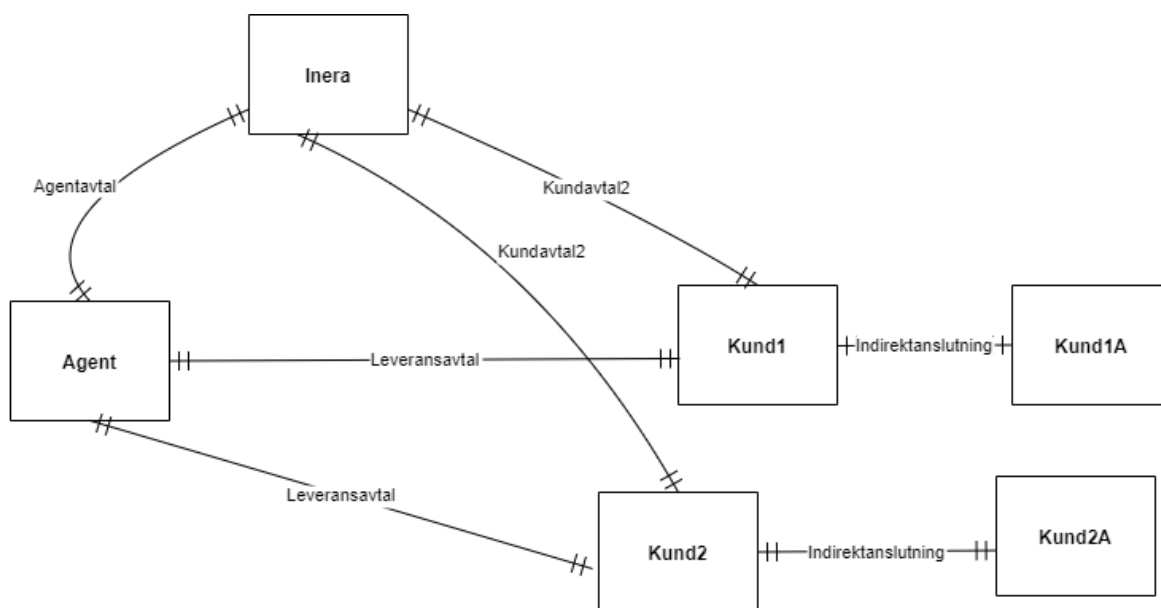 Inera
Agentavtal
Kundavtal2
Kundavtal2
Agent
Leveransavtal
Kund1
Indirektanslutning
Kund1A
Leveransavtal
Kund2
Indirektanslutning
Kund2A